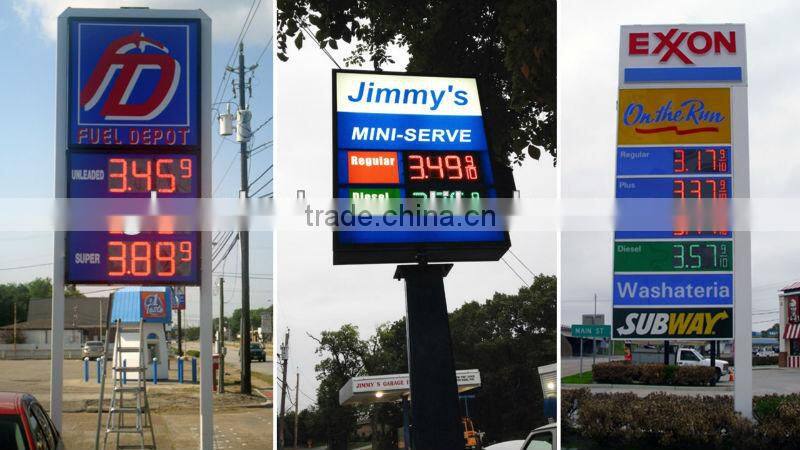 FUEL DEPOT
UNLEADED 3.45 9
SUPER 3.89 9
Jimmy's
MINI-SERVE
Regular 3.49 9/10
Diesel
JIMMY'S GARAGE
EXXON
On the Run
Regular 3.17 9/10
Plus 3.37 9/10
Diesel 3.57 9/10
Washateria
SUBWAY
MAIN ST
trade.china.cn